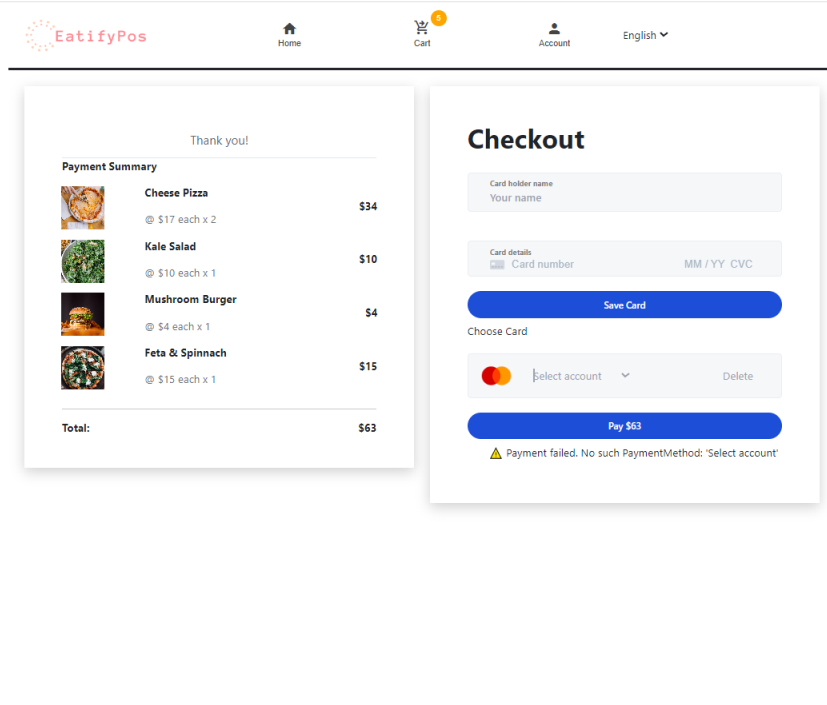 EatifyPos
Home
5
Cart
Account
English
Thank you!
Payment Summary
Cheese Pizza
@ $17 each x 2
$34
Kale Salad
@ $10 each x 1
$10
Mushroom Burger
@ $4 each x 1
$4
Feta & Spinnach
@ $15 each x 1
$15
Total: $63
Checkout
Card holder name
Your name
Card details
Card number MM / YY CVC
Save Card
Choose Card
Select account Delete
Pay $63
Payment failed. No such PaymentMethod: 'Select account'